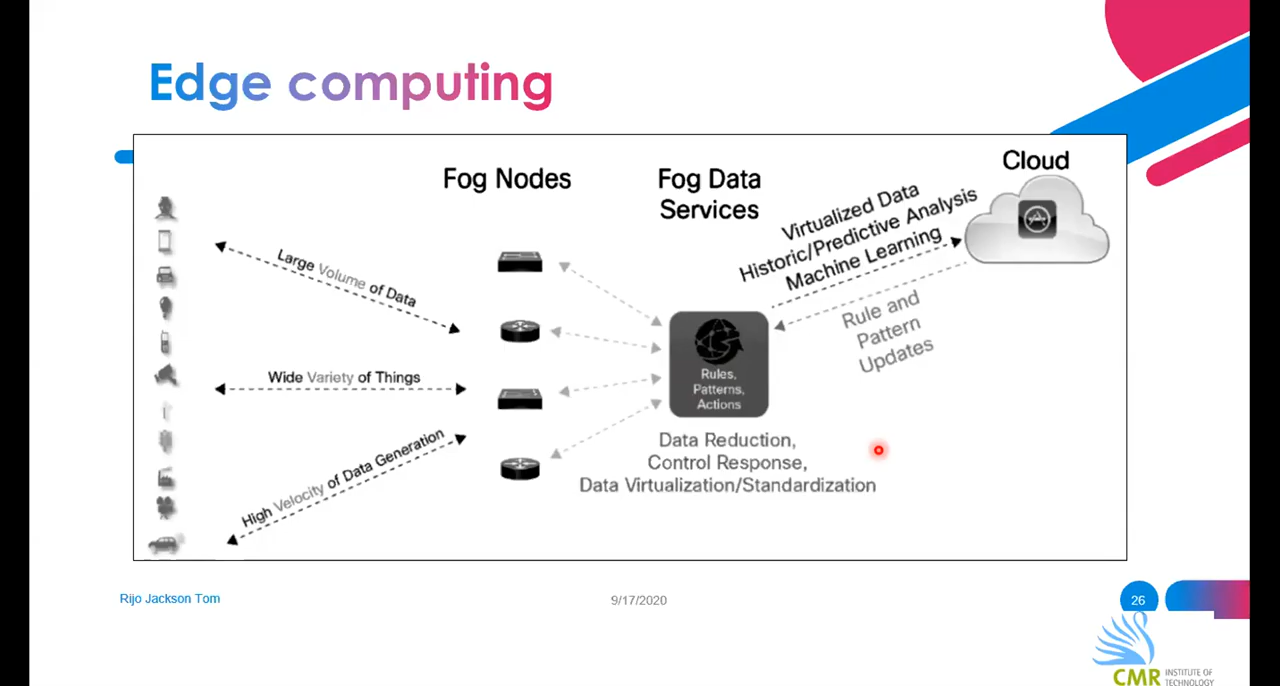 Edge computing
Fog Nodes
Fog Data
Services
Cloud
Virtualized Data
Historic/Predictive Analysis
Machine Learning
Rule and
Pattern
Updates
Large Volume of Data
Wide Variety of Things
High Velocity of Data Generation
Rules,
Patterns,
Actions
Data Reduction,
Control Response,
Data Virtualization/Standardization
Rijo Jackson Tom
9/17/2020
26
CMR
INSTITUTE OF
TECHNOLOGY